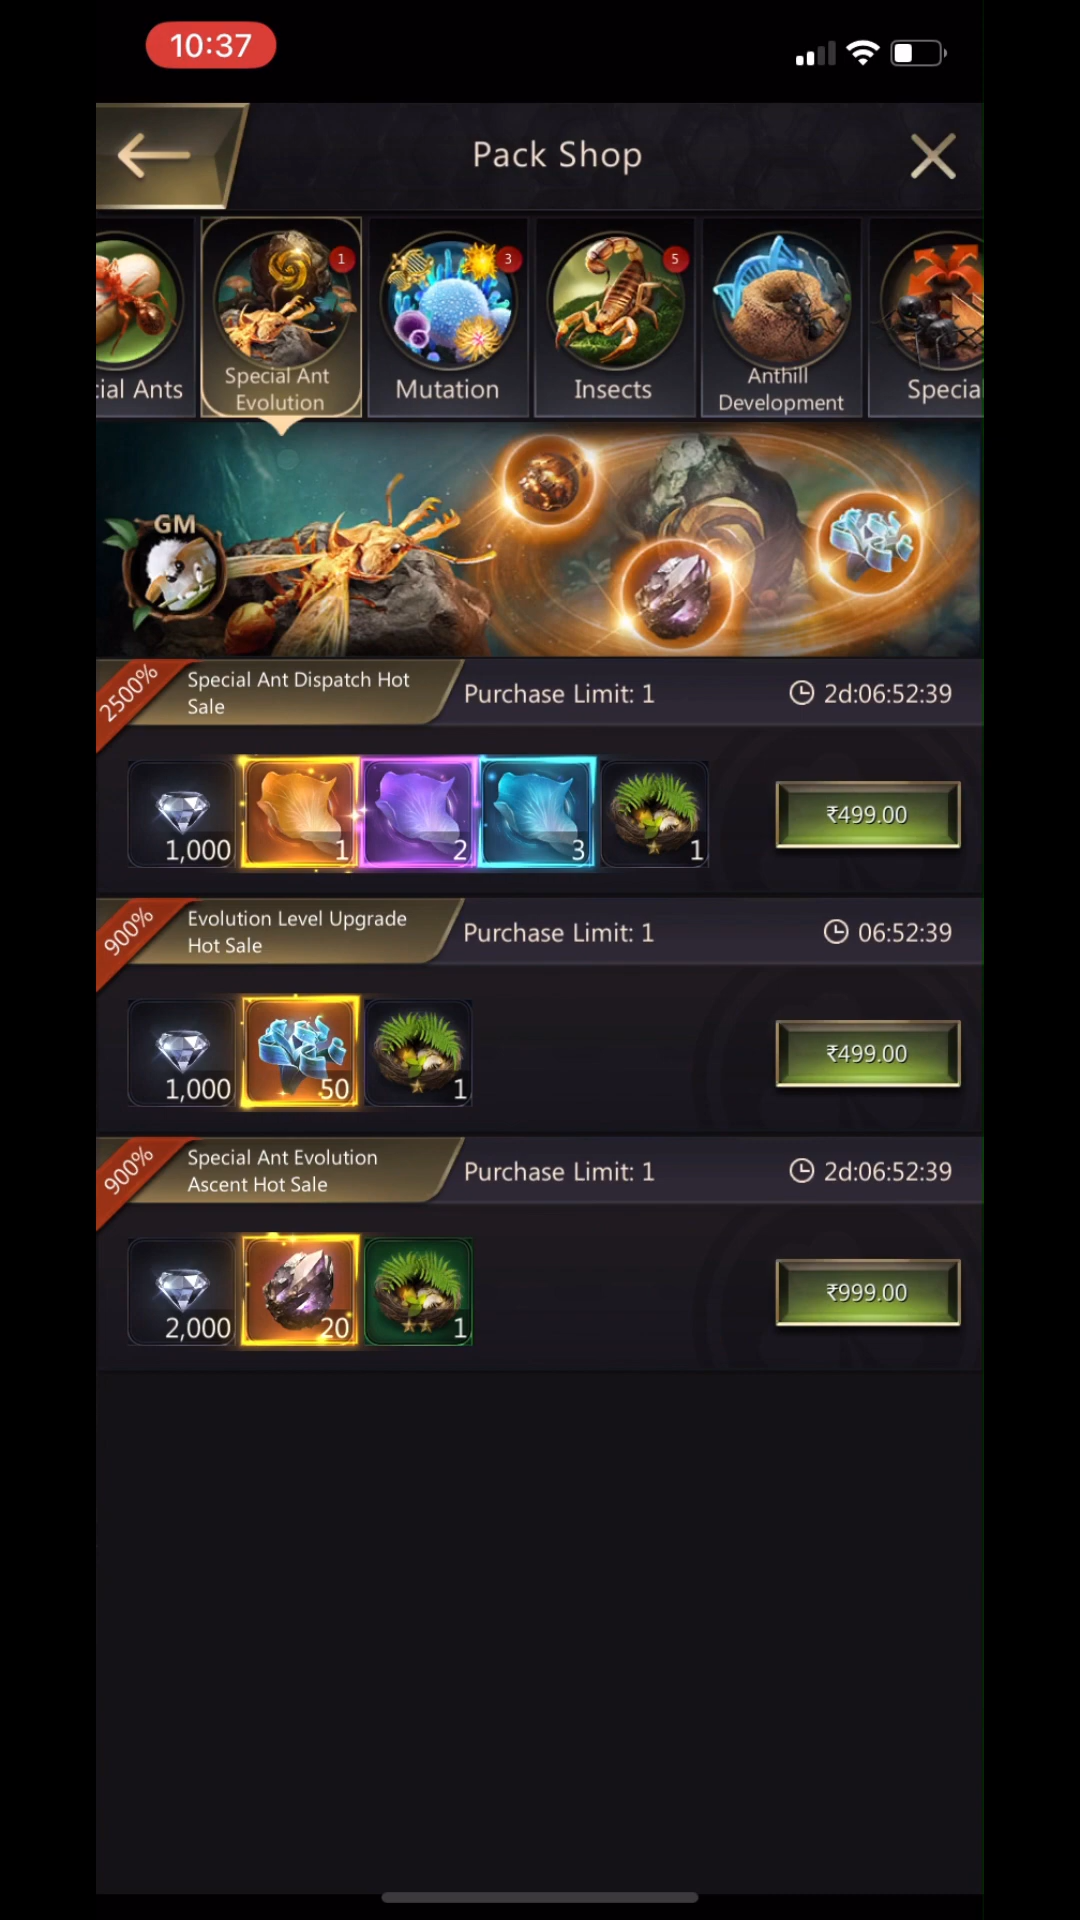 10:37
Pack Shop
cial Ants
1
Special Ant
Evolution
3
Mutation
5
Insects
Anthill
Development
Special
GM
2500%
Special Ant Dispatch Hot
Sale
Purchase Limit: 1
2d:06:52:39
1,000
1
2
3
1
₹499.00
900%
Evolution Level Upgrade
Hot Sale
Purchase Limit: 1
06:52:39
1,000
50
1
₹499.00
900%
Special Ant Evolution
Ascent Hot Sale
Purchase Limit: 1
2d:06:52:39
2,000
20
1
₹999.00